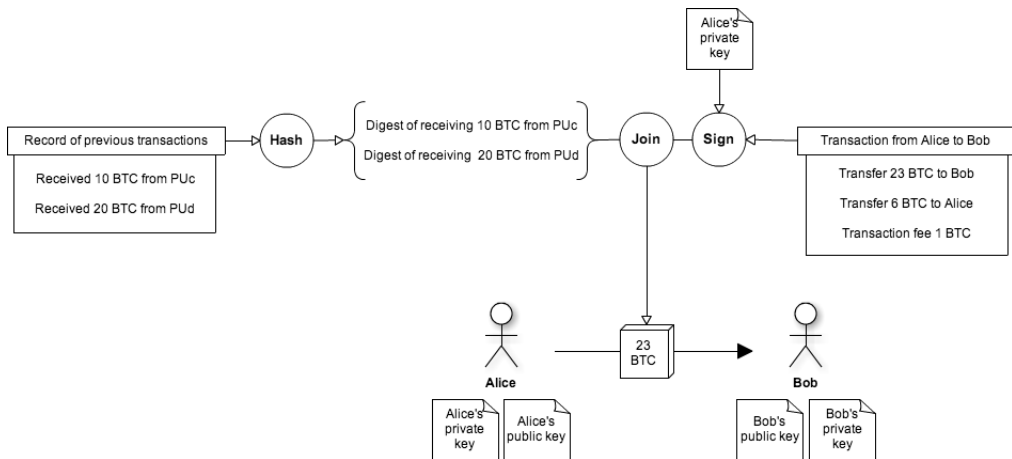 Alice's
private
key
Record of previous transactions
Received 10 BTC from PUc
Received 20 BTC from PUd
Hash
Digest of receiving 10 BTC from PUc
Digest of receiving 20 BTC from PUd
Join
Sign
Transaction from Alice to Bob
Transfer 23 BTC to Bob
Transfer 6 BTC to Alice
Transaction fee 1 BTC
23
BTC
Alice
Bob
Alice's
private
key
Alice's
public key
Bob's
public key
Bob's
private
key